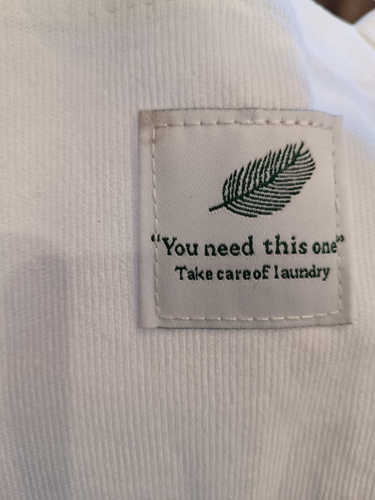 “You need this one”
Take care of laundry